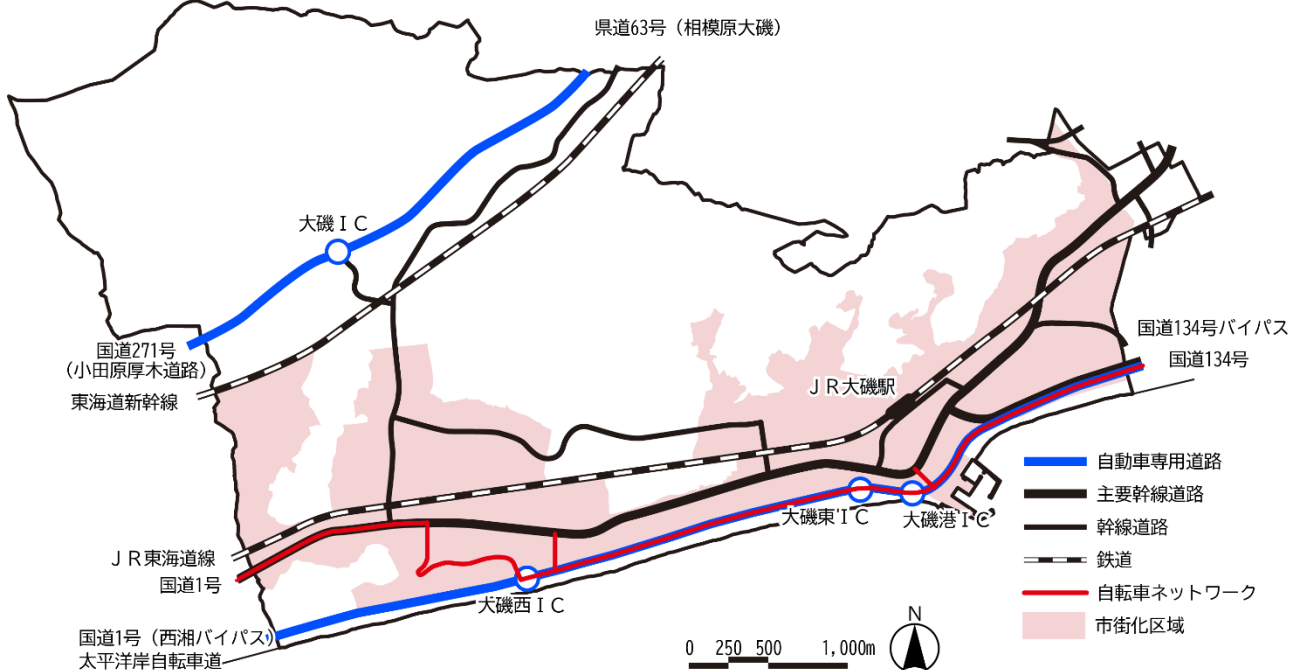 県道63号（相模原大磯）
大磯ＩＣ
国道271号
（小田原厚木道路）
東海道新幹線
国道134号バイパス
国道134号
ＪＲ大磯駅
大磯東ＩＣ
大磯港ＩＣ
ＪＲ東海道線
国道1号
大磯西ＩＣ
国道1号（西湘バイパス）
太平洋岸自転車道
自動車専用道路
主要幹線道路
幹線道路
鉄道
自転車ネットワーク
市街化区域
0 250 500 1,000m
N